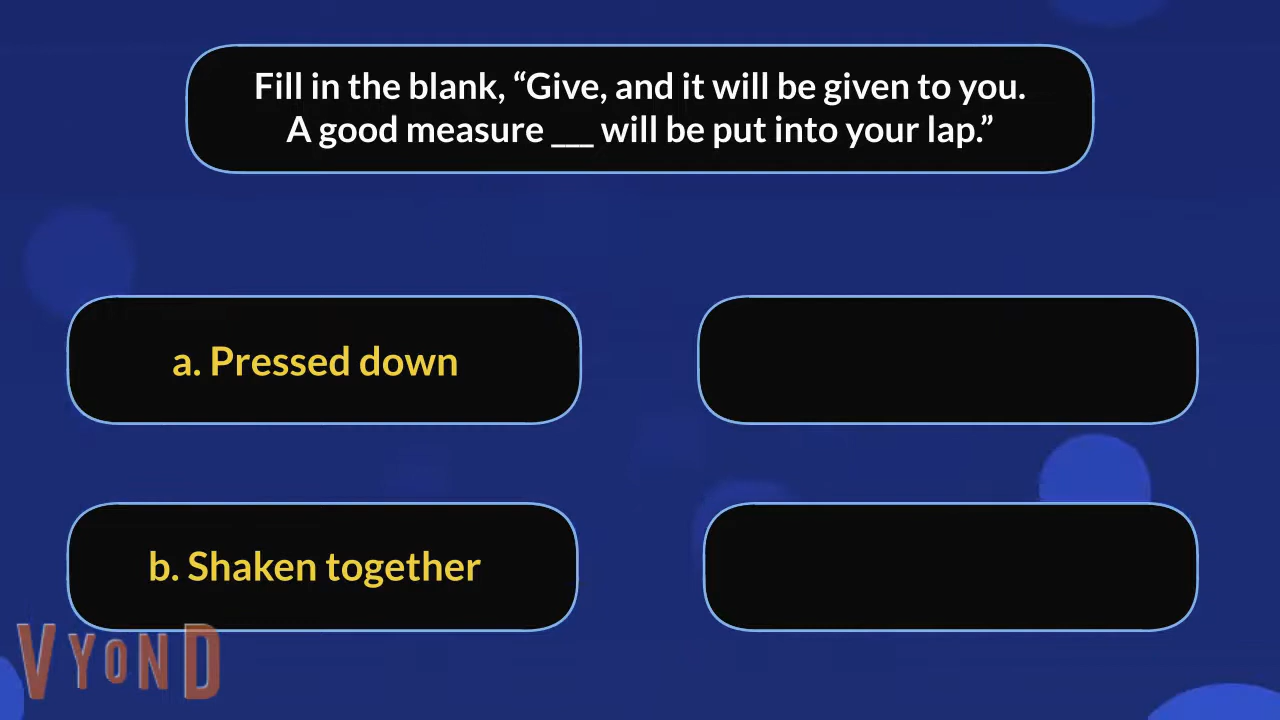 Fill in the blank, “Give, and it will be given to you.
A good measure ___ will be put into your lap.”
a. Pressed down
b. Shaken together
VYOND